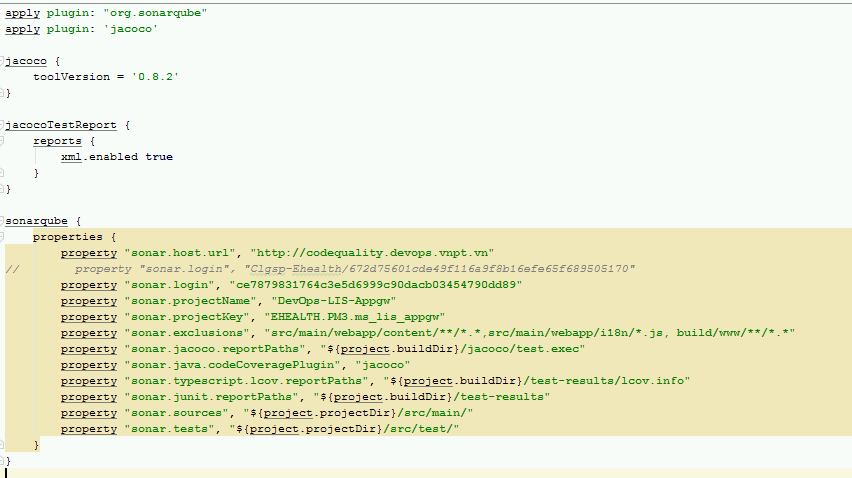 apply plugin: "org.sonarqube"
apply plugin: 'jacoco'
jacoco {
toolVersion = '0.8.2'
}
jacocoTestReport {
reports {
xml.enabled true
}
}
sonarqube {
properties {
property "sonar.host.url", "http://codequality.devops.vnpt.vn"
// property "sonar.login", "Clgsp-Ehealth/672d75601cde49f116a9f8b16efe65f689505170"
property "sonar.login", "ce7879831764c3e5d6999c90dacb03454790dd89"
property "sonar.projectName", "DevOps-LIS-Appgw"
property "sonar.projectKey", "EHEALTH.PM3.ms_lis_appgw"
property "sonar.exclusions", "src/main/webapp/content/**/*.*,src/main/webapp/i18n/*.js, build/www/**/*.*"
property "sonar.jacoco.reportPaths", "${project.buildDir}/jacoco/test.exec"
property "sonar.java.codeCoveragePlugin", "jacoco"
property "sonar.typescript.lcov.reportPaths", "${project.buildDir}/test-results/lcov.info"
property "sonar.junit.reportPaths", "${project.buildDir}/test-results"
property "sonar.sources", "${project.projectDir}/src/main/"
property "sonar.tests", "${project.projectDir}/src/test/"
}
}